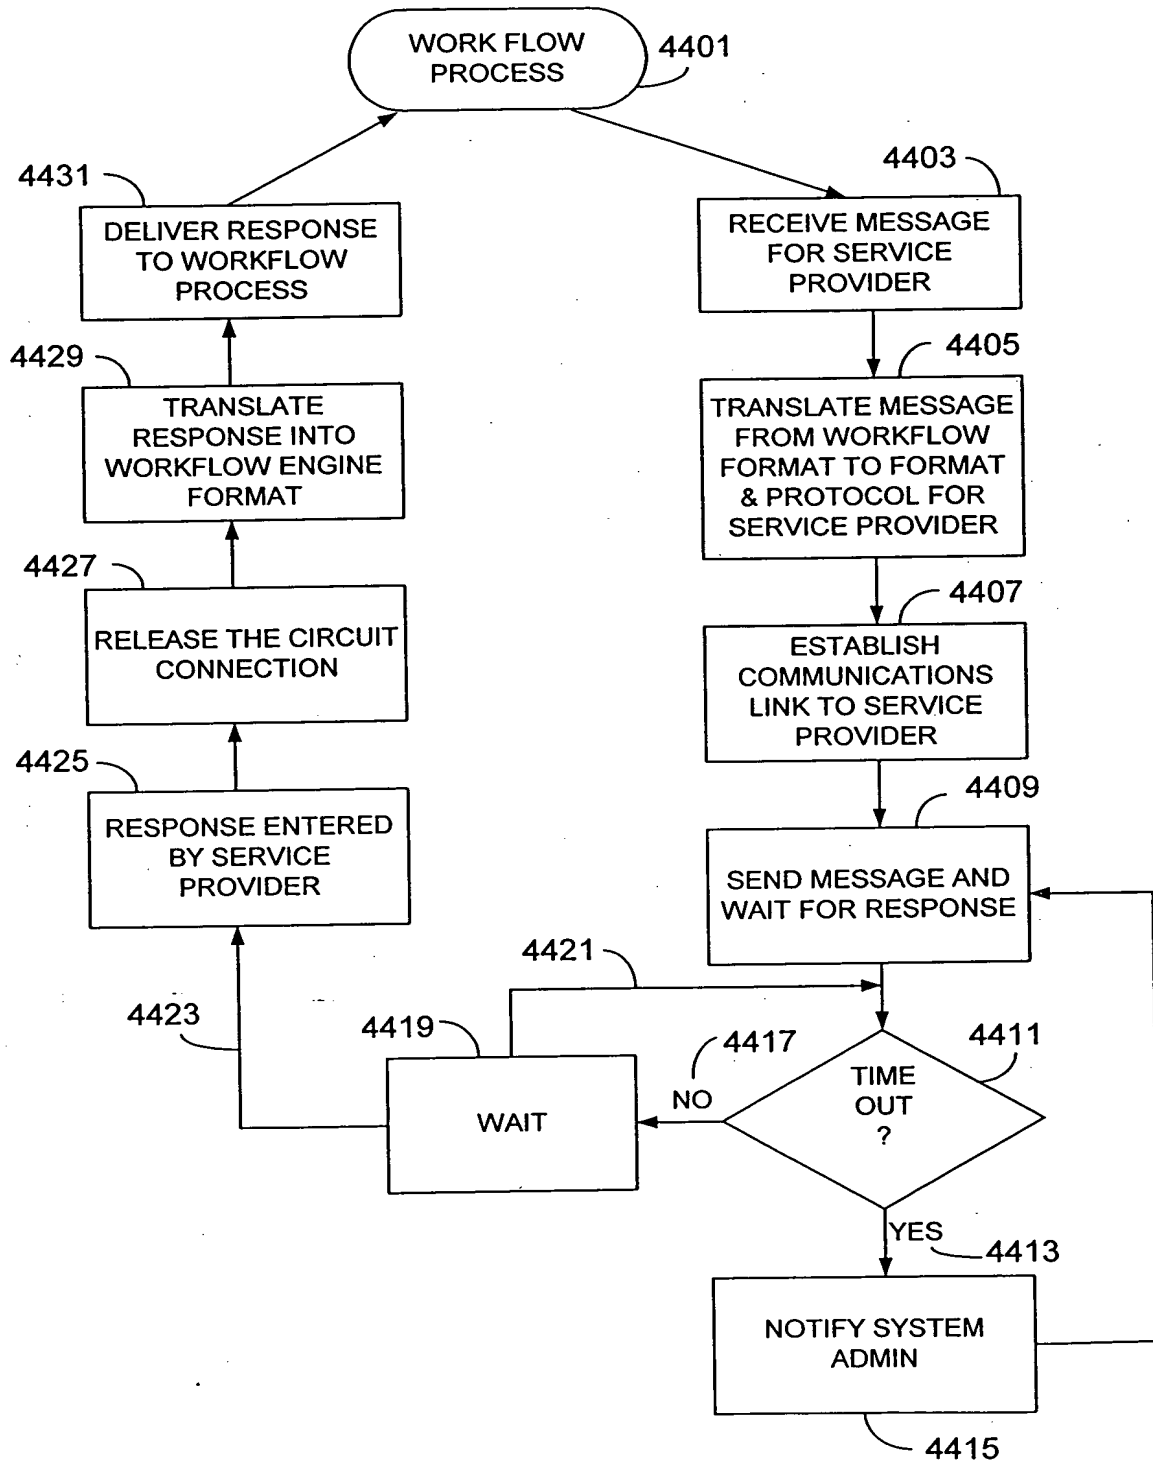 WORK FLOW
PROCESS
4401
4403
RECEIVE MESSAGE
FOR SERVICE
PROVIDER
4405
TRANSLATE MESSAGE
FROM WORKFLOW
FORMAT TO FORMAT
& PROTOCOL FOR
SERVICE PROVIDER
4407
ESTABLISH
COMMUNICATIONS
LINK TO SERVICE
PROVIDER
4409
SEND MESSAGE AND
WAIT FOR RESPONSE
4411
TIME
OUT
?
YES
4413
NOTIFY SYSTEM
ADMIN
4415
4417
NO
4419
WAIT
4421
4423
4425
RESPONSE ENTERED
BY SERVICE
PROVIDER
4427
RELEASE THE CIRCUIT
CONNECTION
4429
TRANSLATE
RESPONSE INTO
WORKFLOW ENGINE
FORMAT
4431
DELIVER RESPONSE
TO WORKFLOW
PROCESS